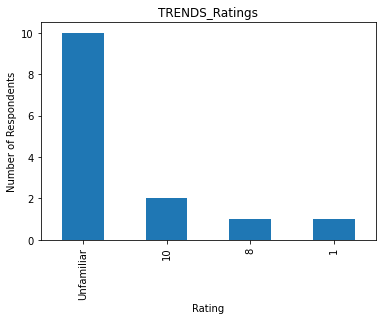 TRENDS_Ratings
Number of Respondents
10
8
6
4
2
0
Unfamiliar
10
8
1
Rating